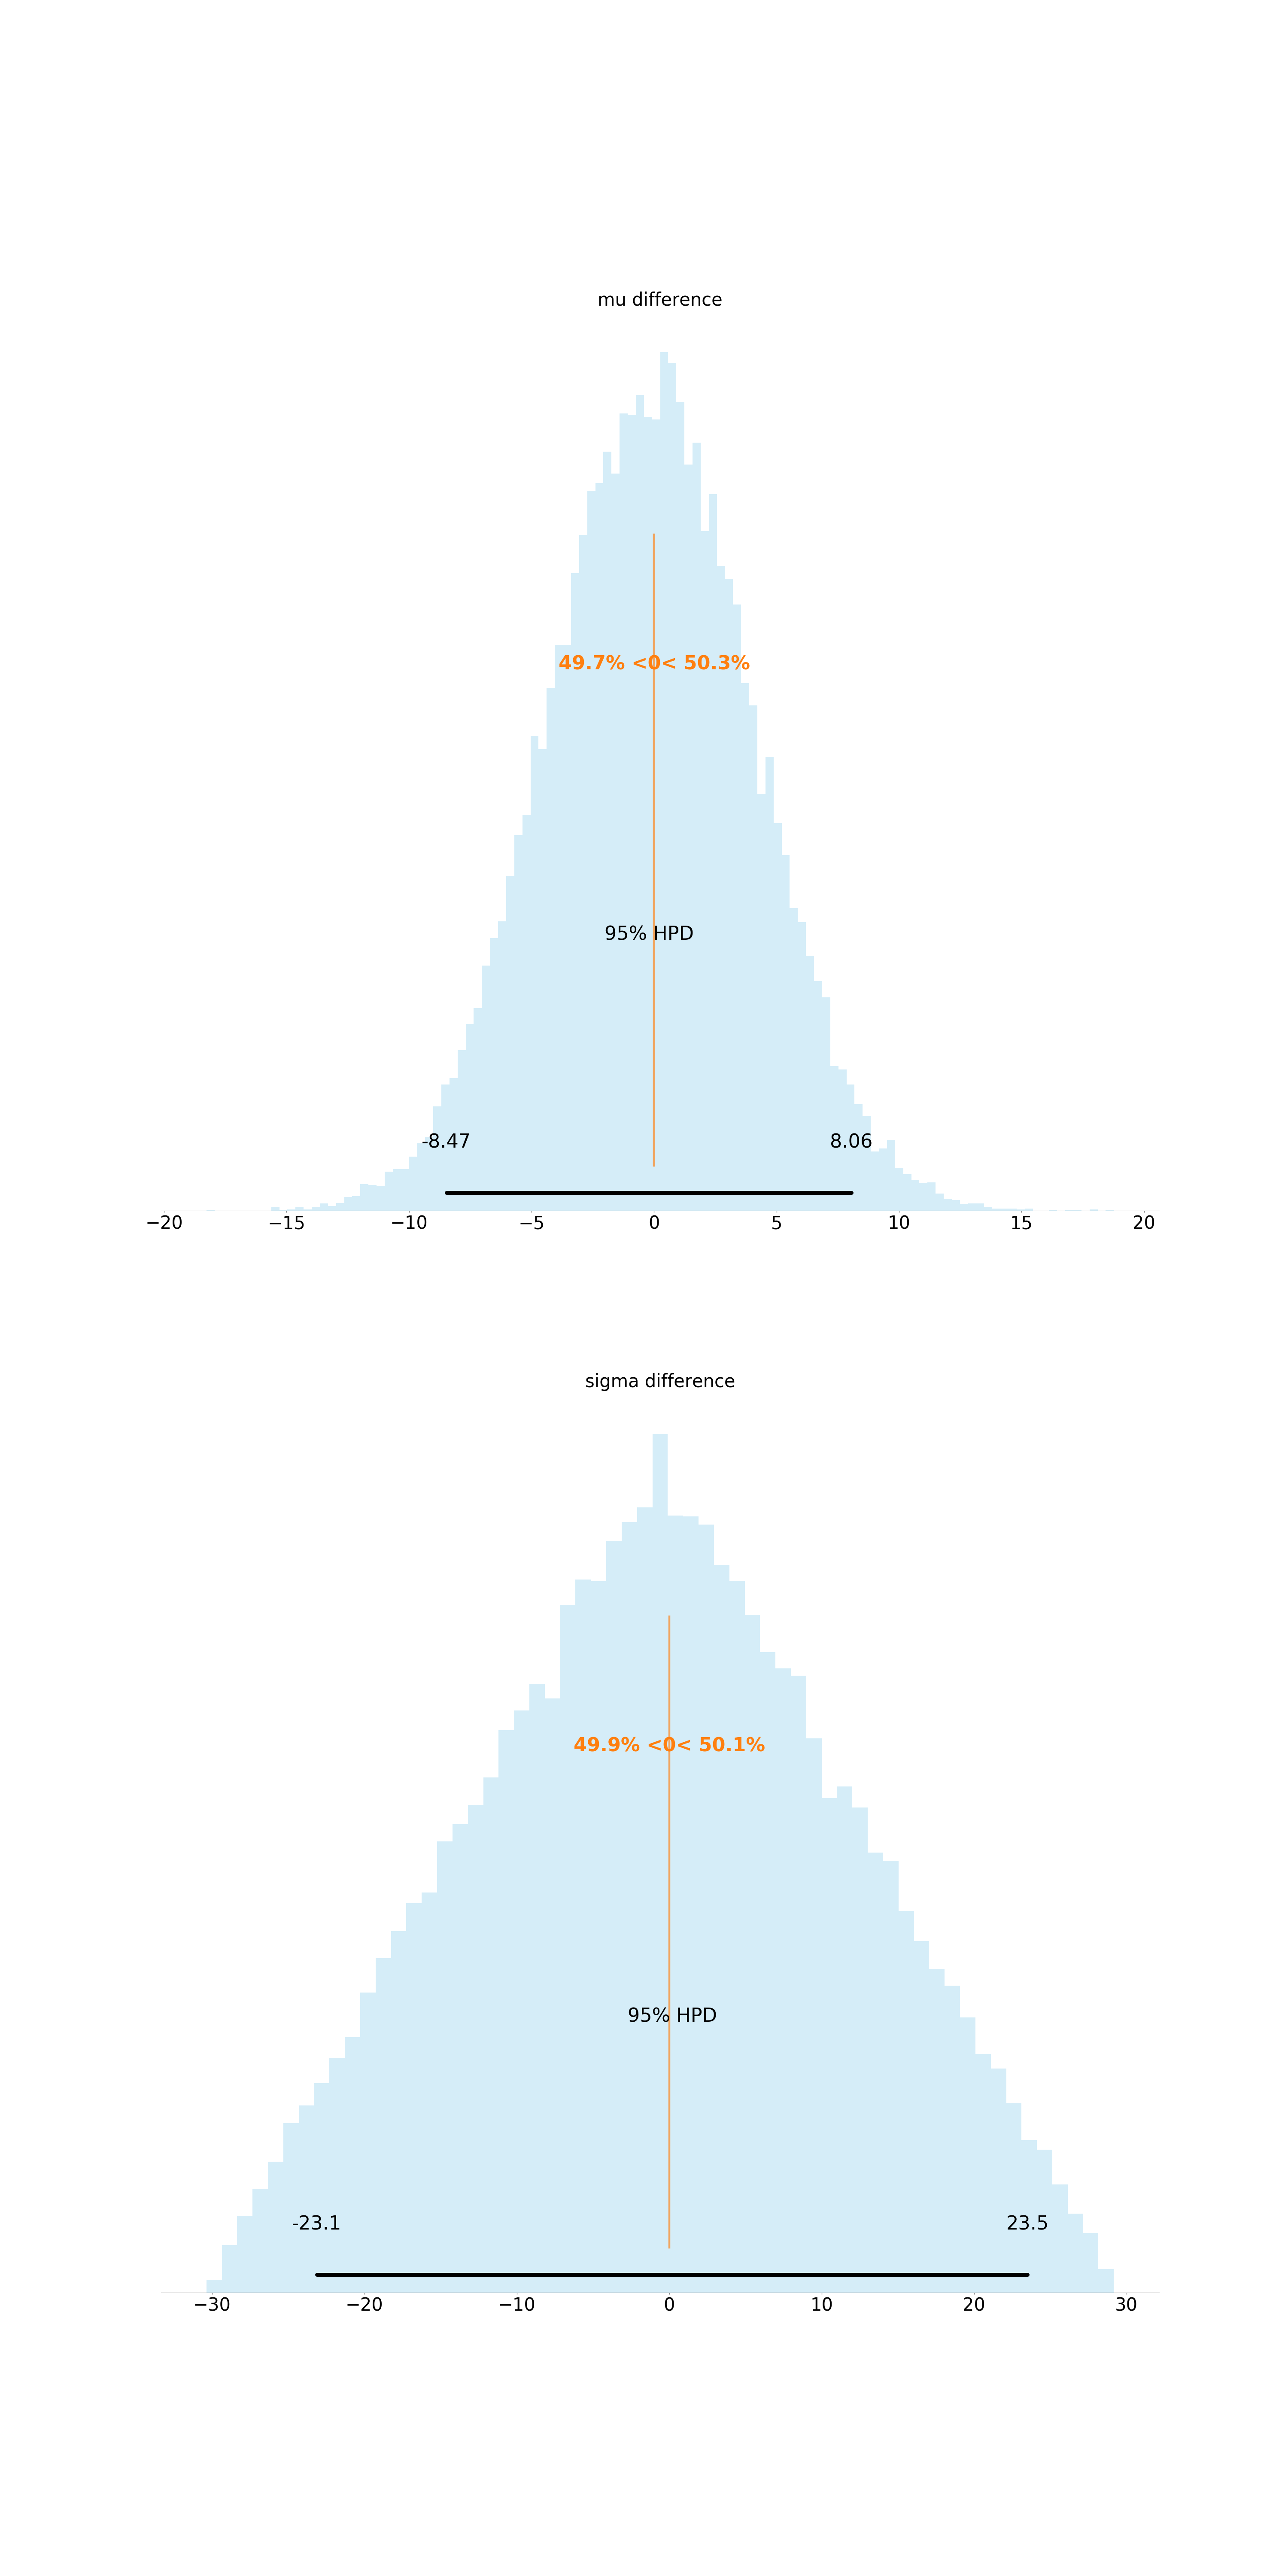 mu difference
49.7% <0< 50.3%
95% HPD
-8.47 8.06
−20 −15 −10 −5 0 5 10 15 20
sigma difference
49.9% <0< 50.1%
95% HPD
-23.1 23.5
−30 −20 −10 0 10 20 30